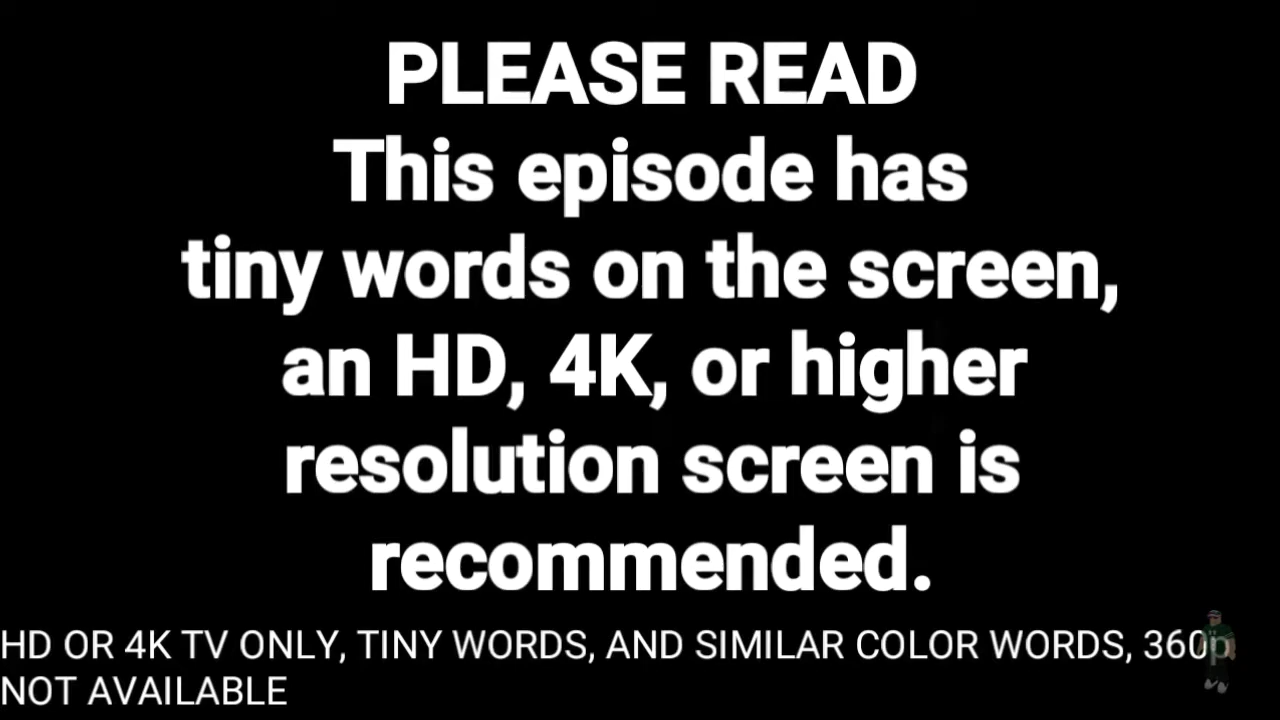 PLEASE READ
This episode has
tiny words on the screen,
an HD, 4K, or higher
resolution screen is
recommended.
HD OR 4K TV ONLY, TINY WORDS, AND SIMILAR COLOR WORDS, 360p
NOT AVAILABLE